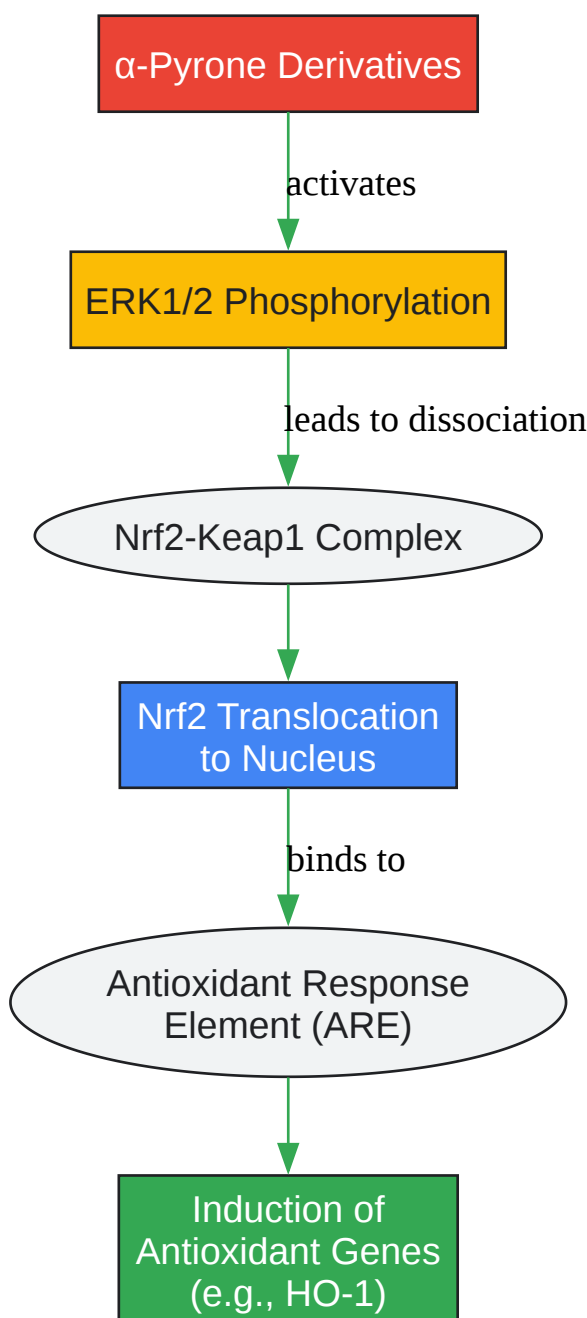 α-Pyrone Derivatives
activates
ERK1/2 Phosphorylation
leads to dissociation
Nrf2-Keap1 Complex
Nrf2 Translocation
to Nucleus
binds to
Antioxidant Response
Element (ARE)
Induction of
Antioxidant Genes
(e.g., HO-1)